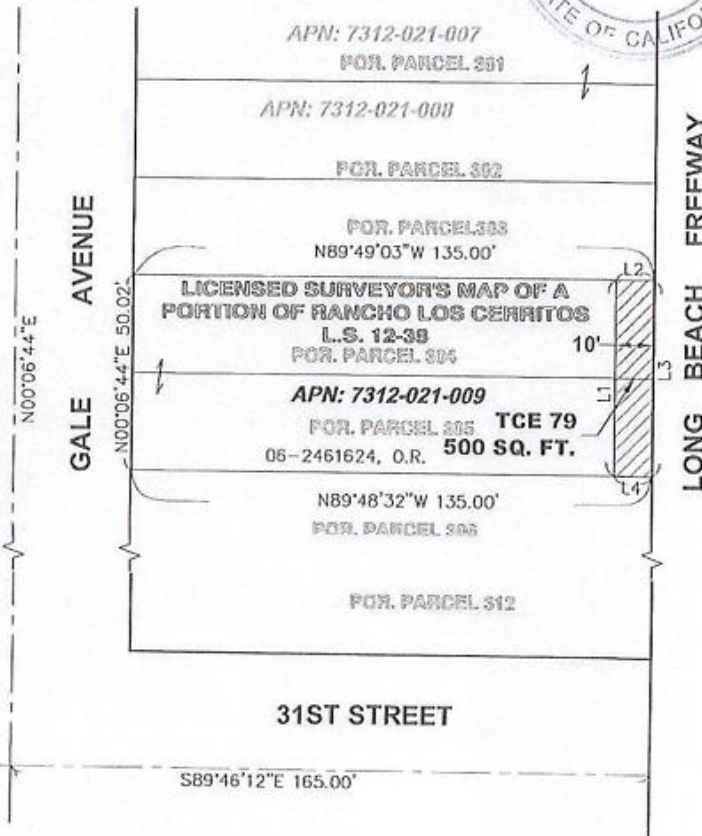 TE OF CALIFO
APN: 7312-021-007
POR. PARCEL 301
APN: 7312-021-008
POR. PARCEL 302
POR. PARCEL 303
N89°49'03"W 135.00'
L2
LICENSED SURVEYOR'S MAP OF A
PORTION OF RANCHO LOS CERRITOS
L.S. 12-39
POR. PARCEL 304
10'
L1
L3
APN: 7312-021-009
POR. PARCEL 305
TCE 79
500 SQ. FT.
06-2461624, O.R.
L4
N89°48'32"W 135.00'
POR. PARCEL 306
POR. PARCEL 312
GALE AVENUE
N00°06'44"E
N00°06'44"E 50.02'
LONG BEACH FREEWAY
31ST STREET
S89°46'12"E 165.00'